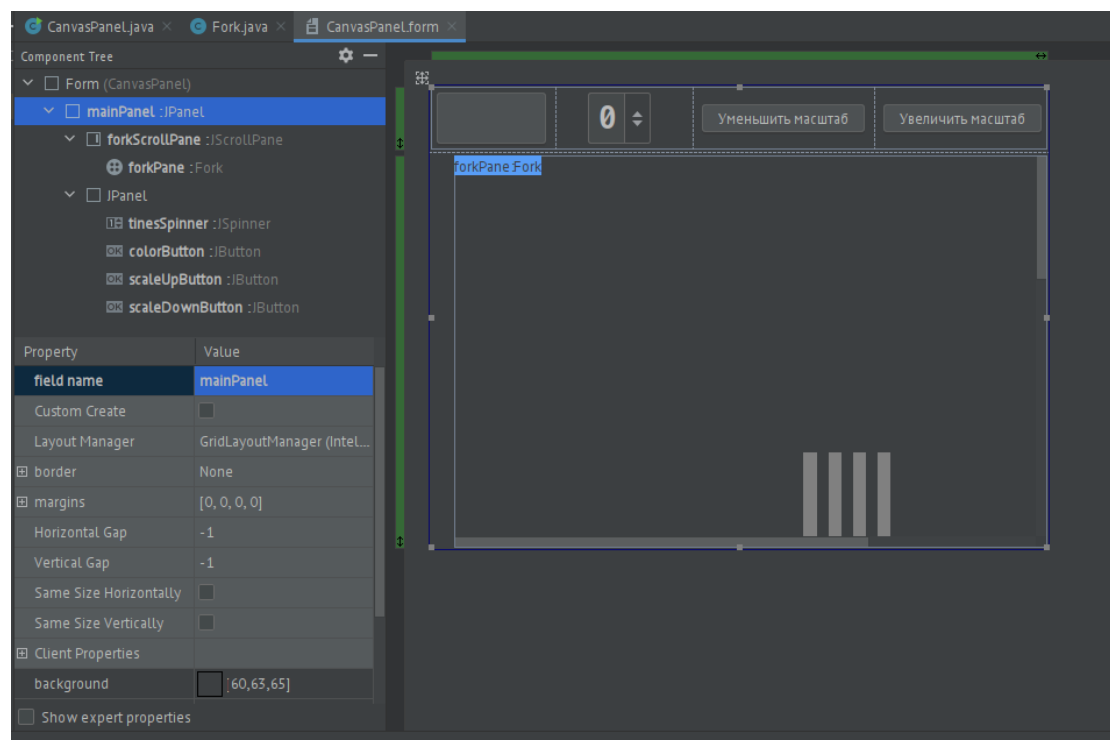 CanvasPanel.java × Fork.java × CanvasPanel.form ×
Component Tree
Form (CanvasPanel)
mainPanel : JPanel
forkScrollPane : JScrollPane
forkPane : Fork
JPanel
tinesSpinner : JSpinner
colorButton : JButton
scaleUpButton : JButton
scaleDownButton : JButton
Property Value
field name mainPanel
Custom Create
Layout Manager GridLayoutManager (Intel...
border None
margins [0, 0, 0, 0]
Horizontal Gap -1
Vertical Gap -1
Same Size Horizontally
Same Size Vertically
Client Properties
background [60,63,65]
Show expert properties
0 Уменьшить масштаб Увеличить масштаб
forkPane:Fork